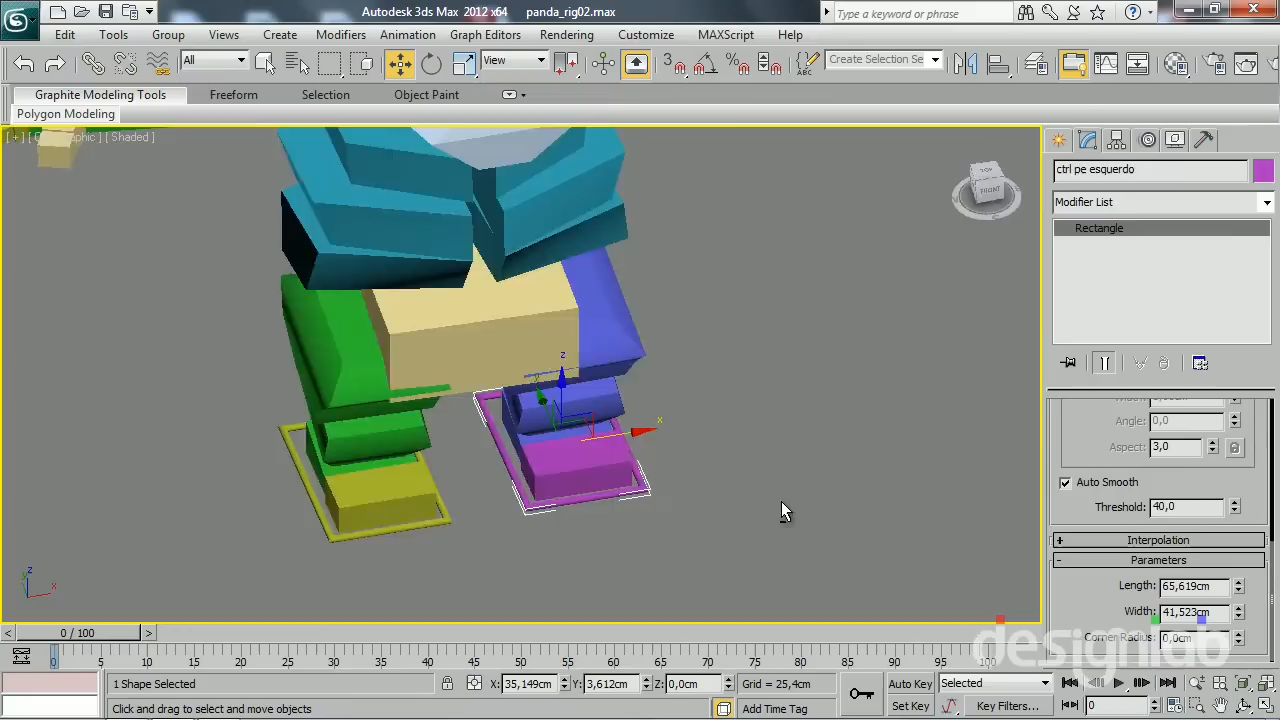 Autodesk 3ds Max 2012 x64 panda_rig02.max
Type a keyword or phrase
Edit Tools Group Views Create Modifiers Animation Graph Editors Rendering Customize MAXScript Help
All View Create Selection Se
Graphite Modeling Tools Freeform Selection Object Paint
Polygon Modeling
[ + ] [ Orthographic ] [ Shaded ]
TOP
FRONT
ctrl pe esquerdo
Modifier List
Rectangle
z
x
Angle: 0,0
Aspect: 3,0
Auto Smooth
Threshold: 40,0
+ Interpolation
- Parameters
Length: 65,619cm
Width: 41,523cm
Corner Radius: 0,0cm
z
y
x
designlab
< 0 / 100 >
0 5 10 15 20 25 30 35 40 45 50 55 60 65 70 75 80 85 90 95 100
1 Shape Selected X: 35,149cm Y: 3,612cm Z: 0,0cm Grid = 25,4cm Auto Key Selected
Click and drag to select and move objects Add Time Tag Set Key Key Filters... 0